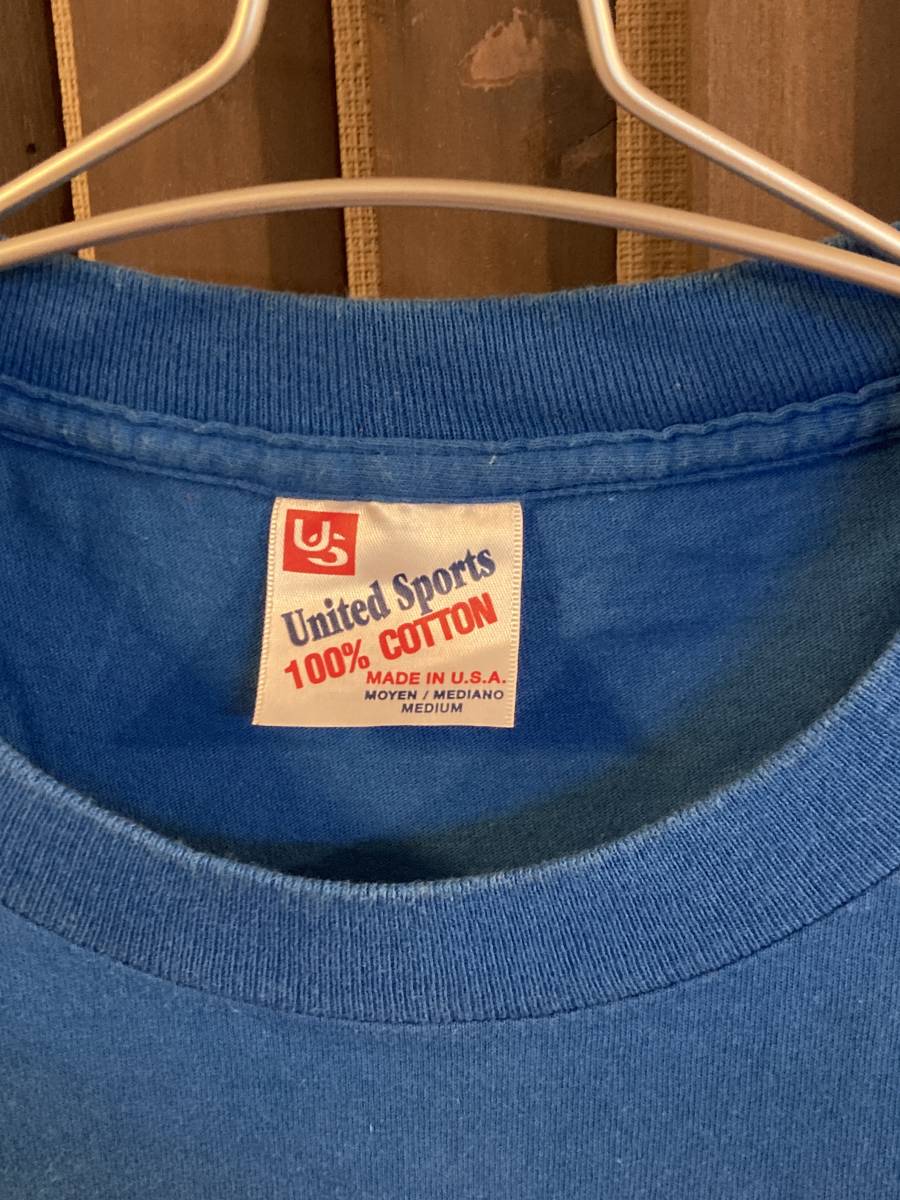 US
United Sports
100% COTTON
MADE IN U.S.A.
MOYEN / MEDIANO
MEDIUM